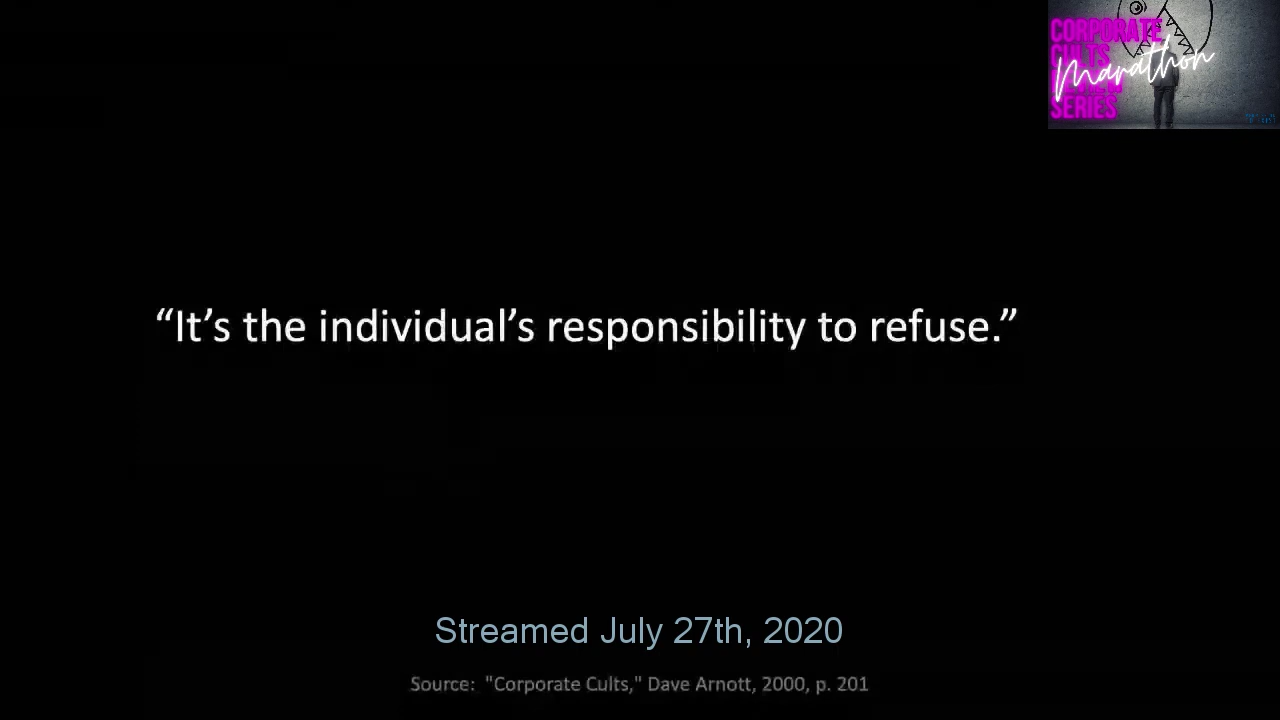 CORPORATE
CULTS
Marathon
SERIES
“It’s the individual’s responsibility to refuse.”
Streamed July 27th, 2020
Source: "Corporate Cults," Dave Arnott, 2000, p. 201